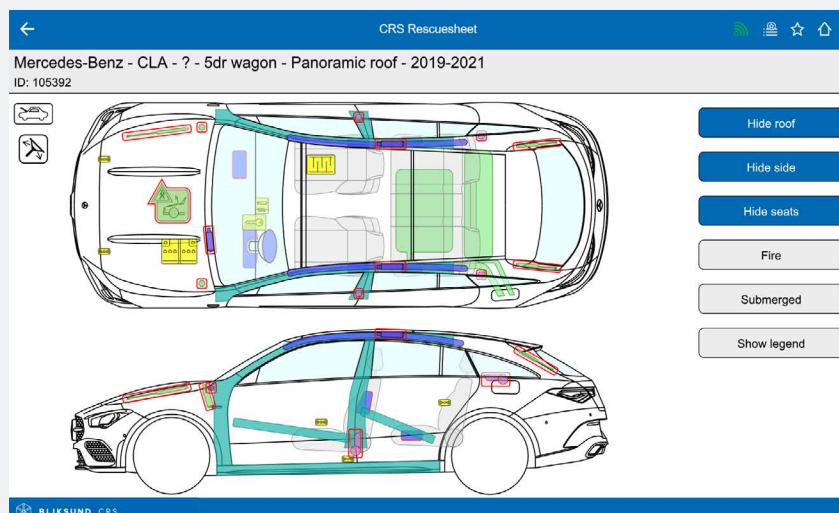 CRS Rescuesheet
Mercedes-Benz - CLA - ? - 5dr wagon - Panoramic roof - 2019-2021
ID: 105392
Hide roof
Hide side
Hide seats
Fire
Submerged
Show legend
BLIKSUND CRS